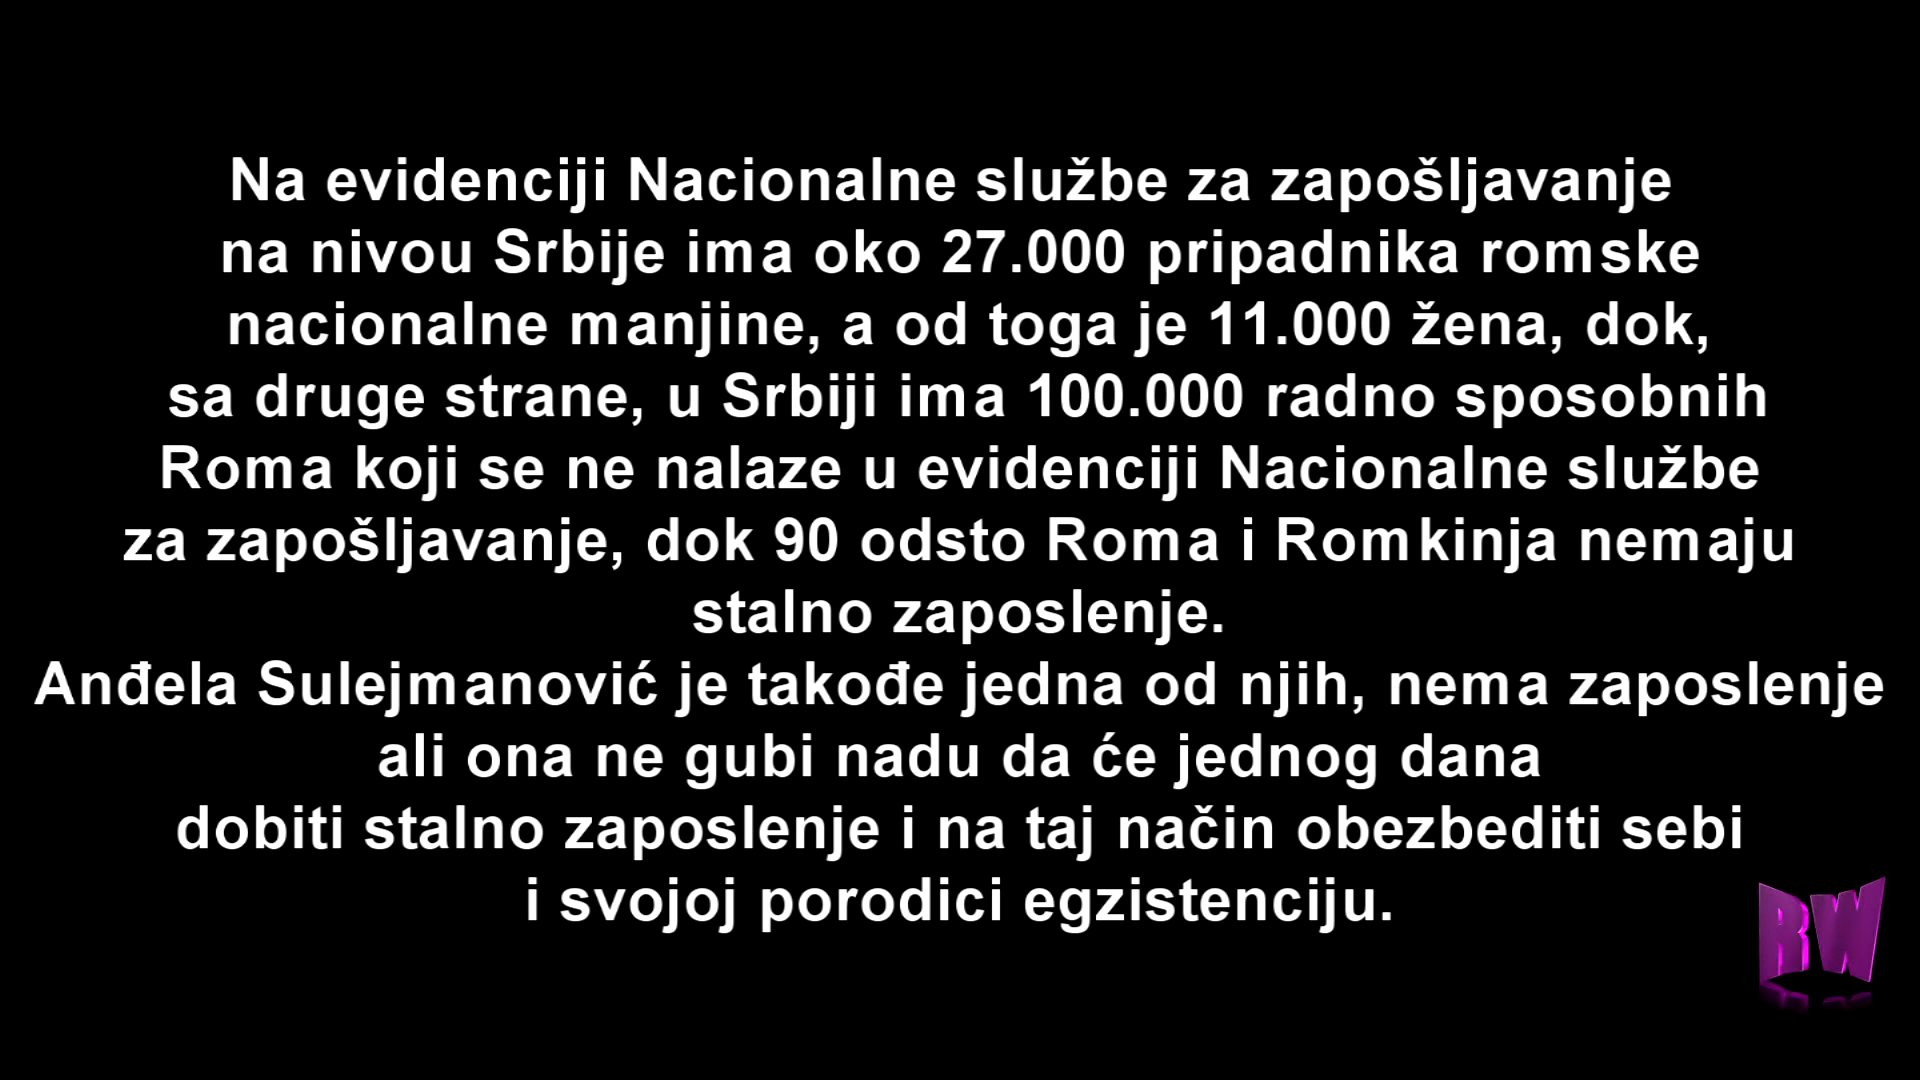 Na evidenciji Nacionalne službe za zapošljavanje
na nivou Srbije ima oko 27.000 pripadnika romske
nacionalne manjine, a od toga je 11.000 žena, dok,
sa druge strane, u Srbiji ima 100.000 radno sposobnih
Roma koji se ne nalaze u evidenciji Nacionalne službe
za zapošljavanje, dok 90 odsto Roma i Romkinja nemaju
stalno zaposlenje.
Anđela Sulejmanović je takođe jedna od njih, nema zaposlenje
ali ona ne gubi nadu da će jednog dana
dobiti stalno zaposlenje i na taj način obezbediti sebi
i svojoj porodici egzistenciju.
RW